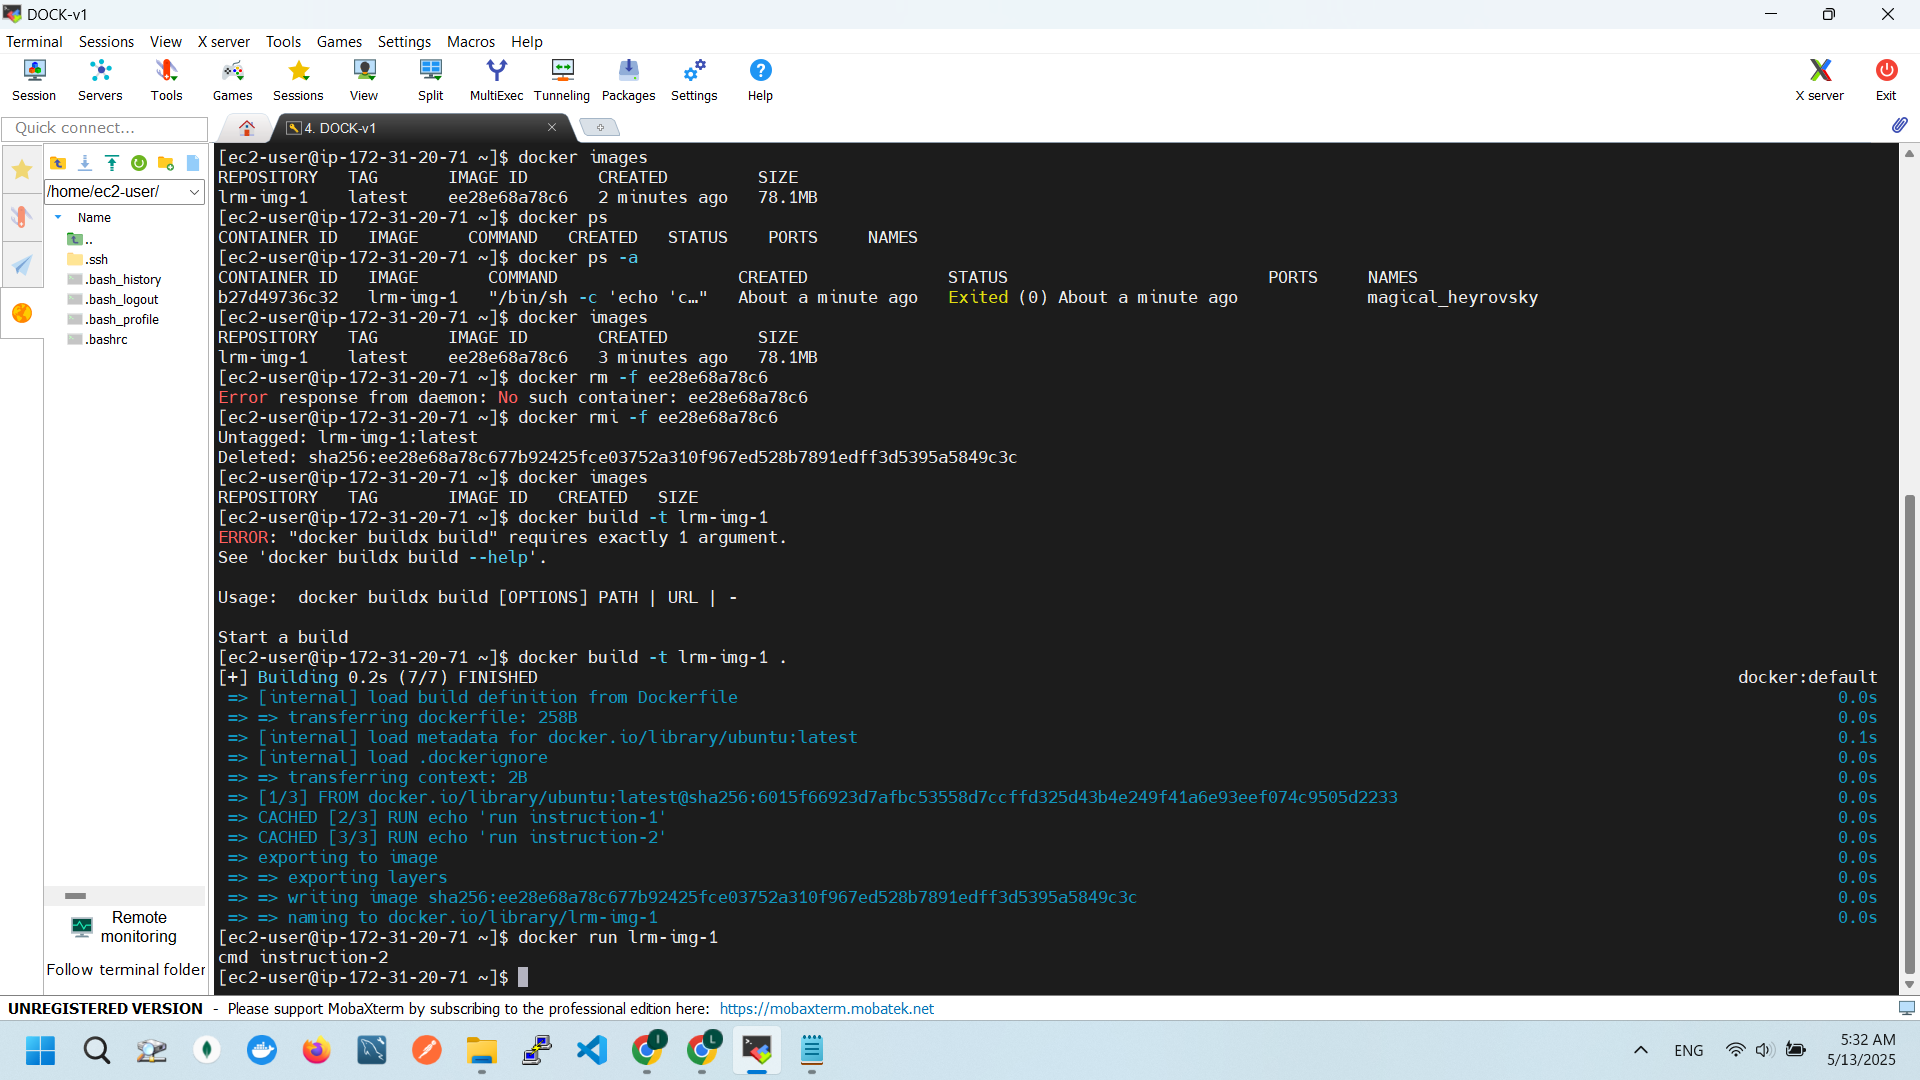 DOCK-v1
Terminal Sessions View X server Tools Games Settings Macros Help
Session Servers Tools Games Sessions View Split MultiExec Tunneling Packages Settings Help X server Exit
Quick connect...
4. DOCK-v1
/home/ec2-user/
Name
..
.ssh
.bash_history
.bash_logout
.bash_profile
.bashrc
Remote
monitoring
Follow terminal folder
[ec2-user@ip-172-31-20-71 ~]$ docker images
REPOSITORY TAG IMAGE ID CREATED SIZE
lrm-img-1 latest ee28e68a78c6 2 minutes ago 78.1MB
[ec2-user@ip-172-31-20-71 ~]$ docker ps
CONTAINER ID IMAGE COMMAND CREATED STATUS PORTS NAMES
[ec2-user@ip-172-31-20-71 ~]$ docker ps -a
CONTAINER ID IMAGE COMMAND CREATED STATUS PORTS NAMES
b27d49736c32 lrm-img-1 "/bin/sh -c 'echo 'c…" About a minute ago Exited (0) About a minute ago magical_heyrovsky
[ec2-user@ip-172-31-20-71 ~]$ docker images
REPOSITORY TAG IMAGE ID CREATED SIZE
lrm-img-1 latest ee28e68a78c6 3 minutes ago 78.1MB
[ec2-user@ip-172-31-20-71 ~]$ docker rm -f ee28e68a78c6
Error response from daemon: No such container: ee28e68a78c6
[ec2-user@ip-172-31-20-71 ~]$ docker rmi -f ee28e68a78c6
Untagged: lrm-img-1:latest
Deleted: sha256:ee28e68a78c677b92425fce03752a310f967ed528b7891edff3d5395a5849c3c
[ec2-user@ip-172-31-20-71 ~]$ docker images
REPOSITORY TAG IMAGE ID CREATED SIZE
[ec2-user@ip-172-31-20-71 ~]$ docker build -t lrm-img-1
ERROR: "docker buildx build" requires exactly 1 argument.
See 'docker buildx build --help'.
Usage: docker buildx build [OPTIONS] PATH | URL | -
Start a build
[ec2-user@ip-172-31-20-71 ~]$ docker build -t lrm-img-1 .
[+] Building 0.2s (7/7) FINISHED docker:default
=> [internal] load build definition from Dockerfile 0.0s
=> => transferring dockerfile: 258B 0.0s
=> [internal] load metadata for docker.io/library/ubuntu:latest 0.1s
=> [internal] load .dockerignore 0.0s
=> => transferring context: 2B 0.0s
=> [1/3] FROM docker.io/library/ubuntu:latest@sha256:6015f66923d7afbc53558d7ccffd325d43b4e249f41a6e93eef074c9505d2233 0.0s
=> CACHED [2/3] RUN echo 'run instruction-1' 0.0s
=> CACHED [3/3] RUN echo 'run instruction-2' 0.0s
=> exporting to image 0.0s
=> => exporting layers 0.0s
=> => writing image sha256:ee28e68a78c677b92425fce03752a310f967ed528b7891edff3d5395a5849c3c 0.0s
=> => naming to docker.io/library/lrm-img-1 0.0s
[ec2-user@ip-172-31-20-71 ~]$ docker run lrm-img-1
cmd instruction-2
[ec2-user@ip-172-31-20-71 ~]$
UNREGISTERED VERSION - Please support MobaXterm by subscribing to the professional edition here: https://mobaxterm.mobatek.net
I L
ENG
5:32 AM
5/13/2025